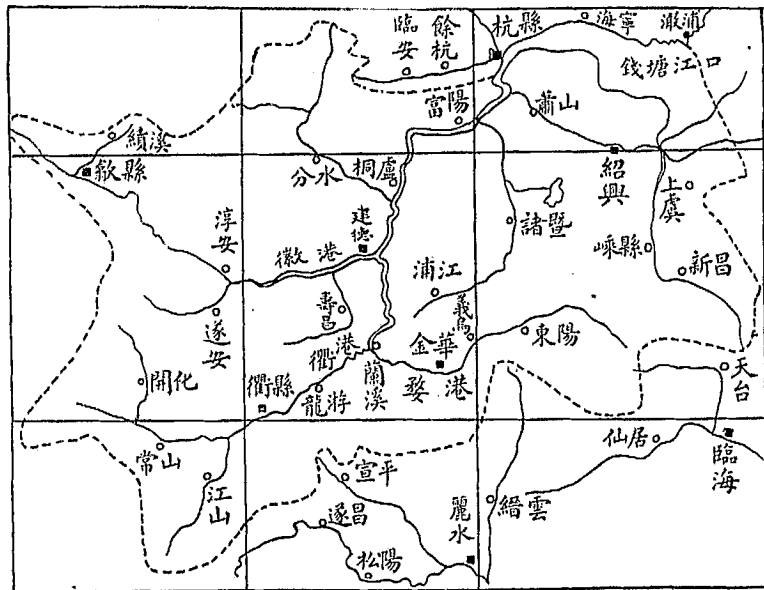 澉浦
海寧
杭縣
餘杭
臨安
錢塘江口
富陽
蕭山
績溪
歙縣
分水
桐廬
紹興
上虞
建德
諸暨
嵊縣
新昌
淳安
徽港
浦江
壽昌
義烏
遂安
東陽
金華
衢港
蘭溪
婺港
天台
開化
衢縣
龍游
仙居
臨海
常山
江山
宣平
遂昌
麗水
縉雲
松陽